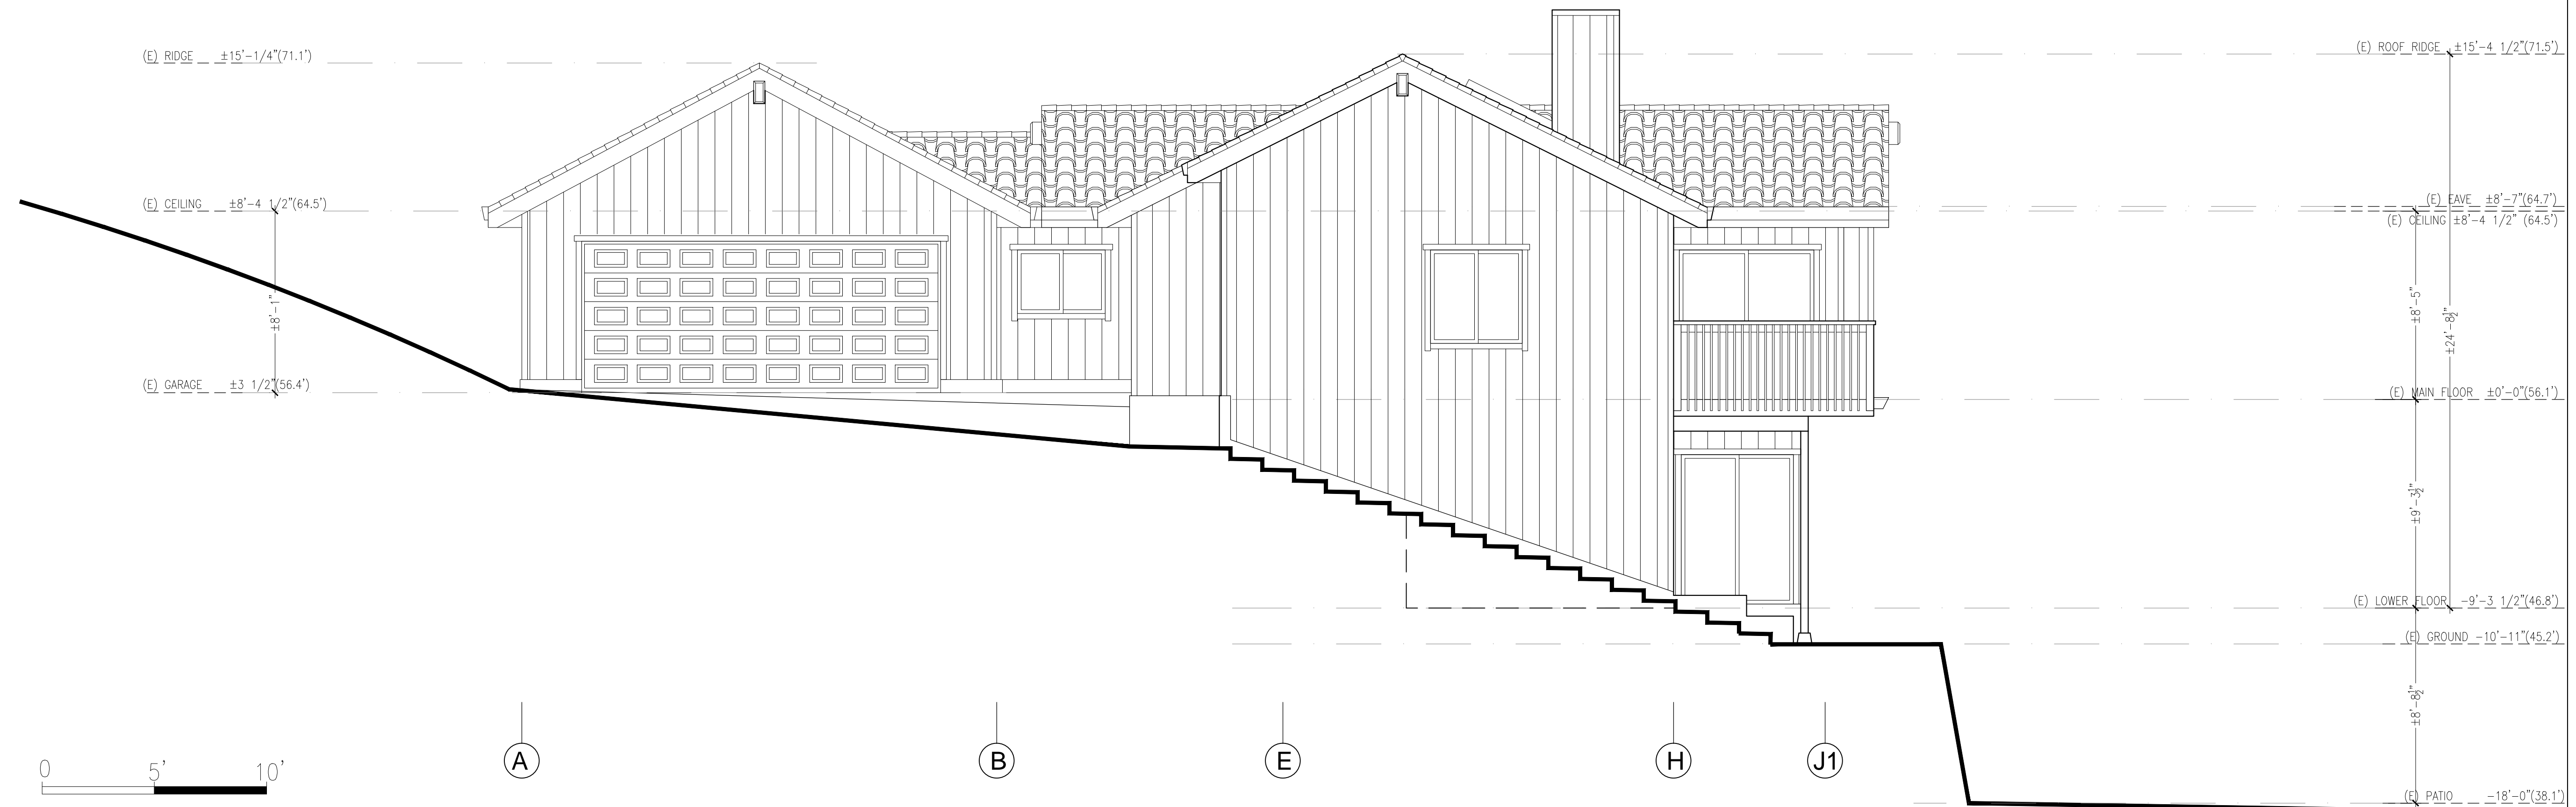 (E) RIDGE ±15'-1/4"(71.1')
(E) CEILING ±8'-4 1/2"(64.5')
±8'-1"
(E) GARAGE ±3 1/2"(56.4')
(E) ROOF RIDGE ±15'-4 1/2"(71.5')
(E) EAVE ±8'-7"(64.7')
(E) CEILING ±8'-4 1/2" (64.5')
±8'-5"
±24'-8½"
(E) MAIN FLOOR ±0'-0"(56.1')
±9'-3½"
(E) LOWER FLOOR -9'-3 1/2"(46.8')
(E) GROUND -10'-11"(45.2')
±8'-8½"
(E) PATIO -18'-0"(38.1')
A B E H J1
0 5' 10'